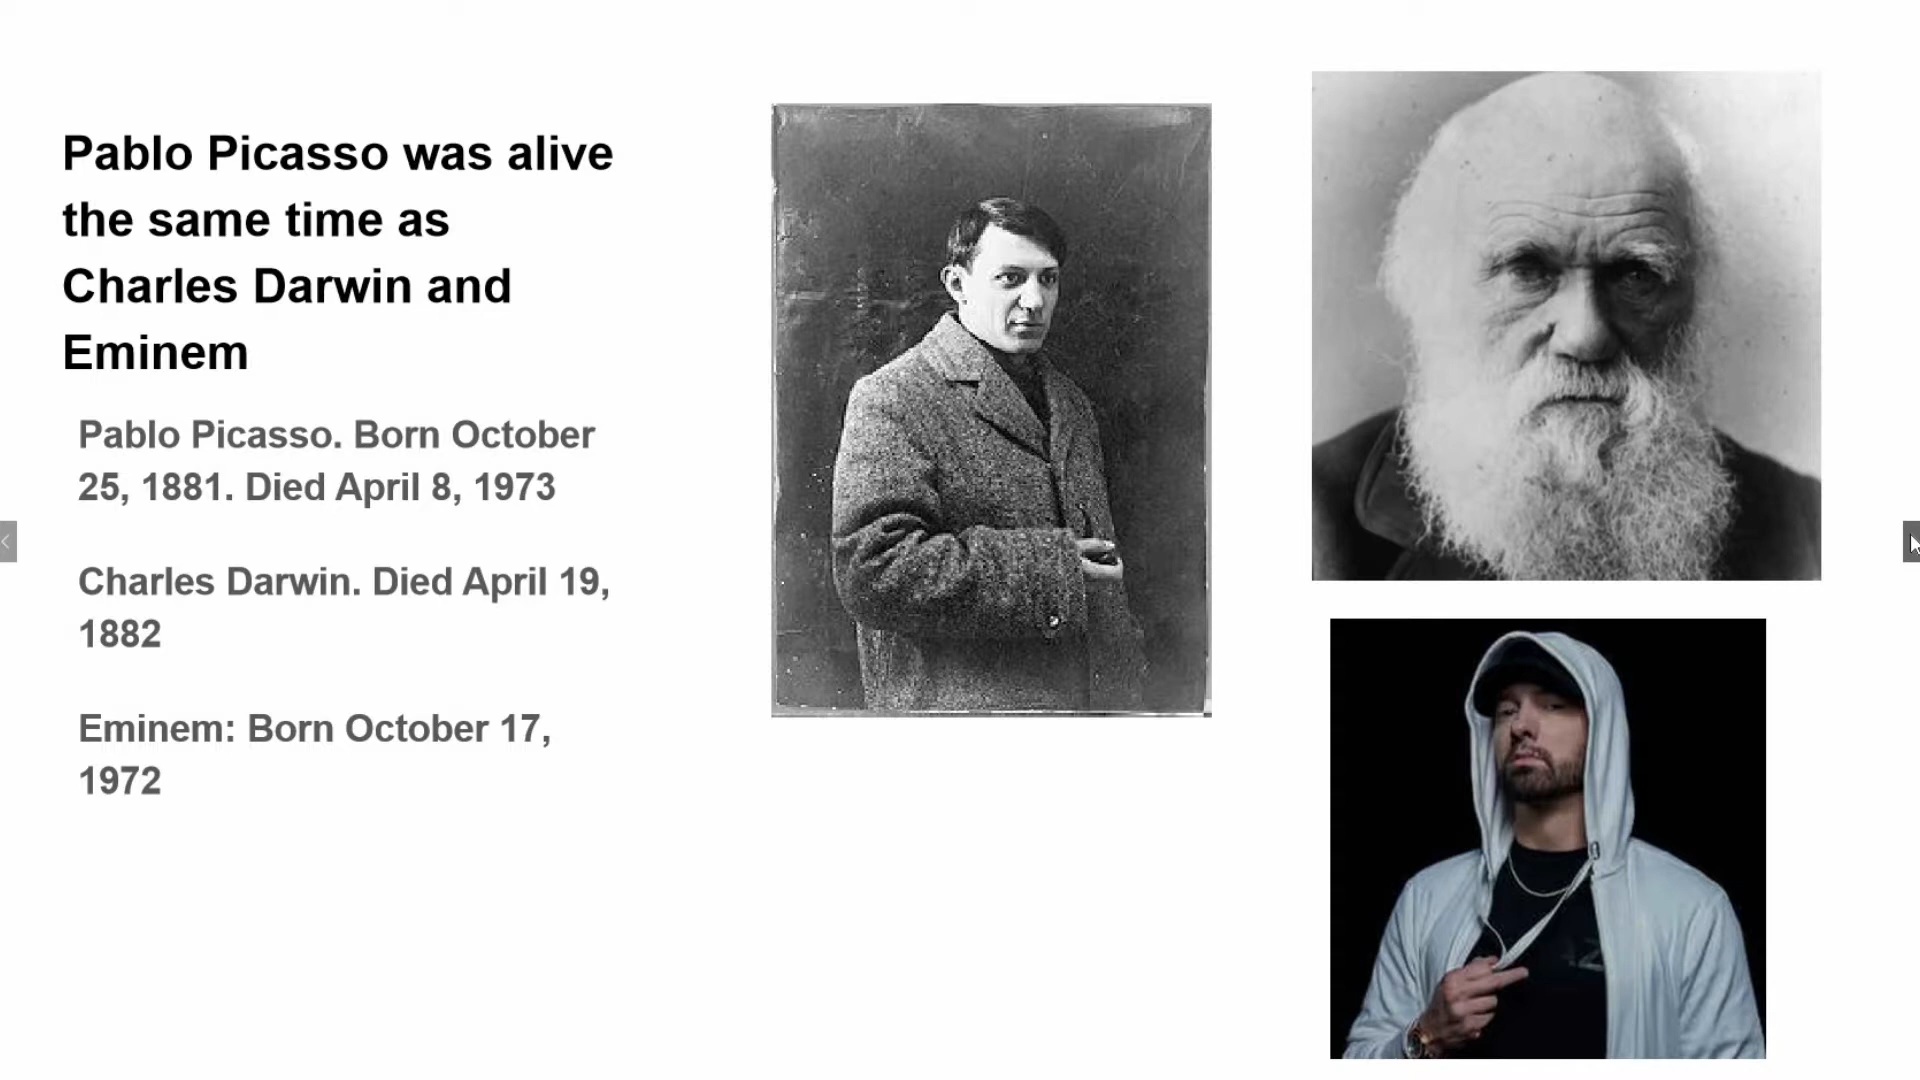 Pablo Picasso was alive
the same time as
Charles Darwin and
Eminem
Pablo Picasso. Born October
25, 1881. Died April 8, 1973
Charles Darwin. Died April 19,
1882
Eminem: Born October 17,
1972